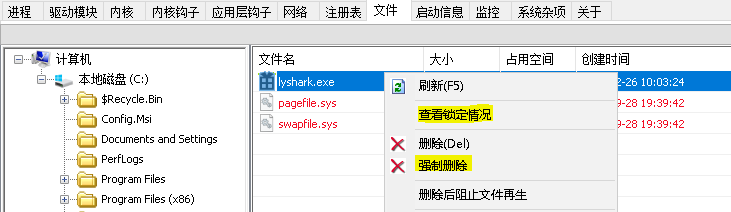 进程 驱动模块 内核 内核钩子 应用层钩子 网络 注册表 文件 启动信息 监控 系统杂项 关于
计算机
本地磁盘 (C:)
$Recycle.Bin
Config.Msi
Documents and Settings
PerfLogs
Program Files
Program Files (x86)
文件名 大小 占用空间 创建时间
lyshark.exe -26 10:03:24
pagefile.sys -28 19:39:42
swapfile.sys 9-28 19:39:42
刷新(F5)
查看锁定情况
删除(Del)
强制删除
删除后阻止文件再生